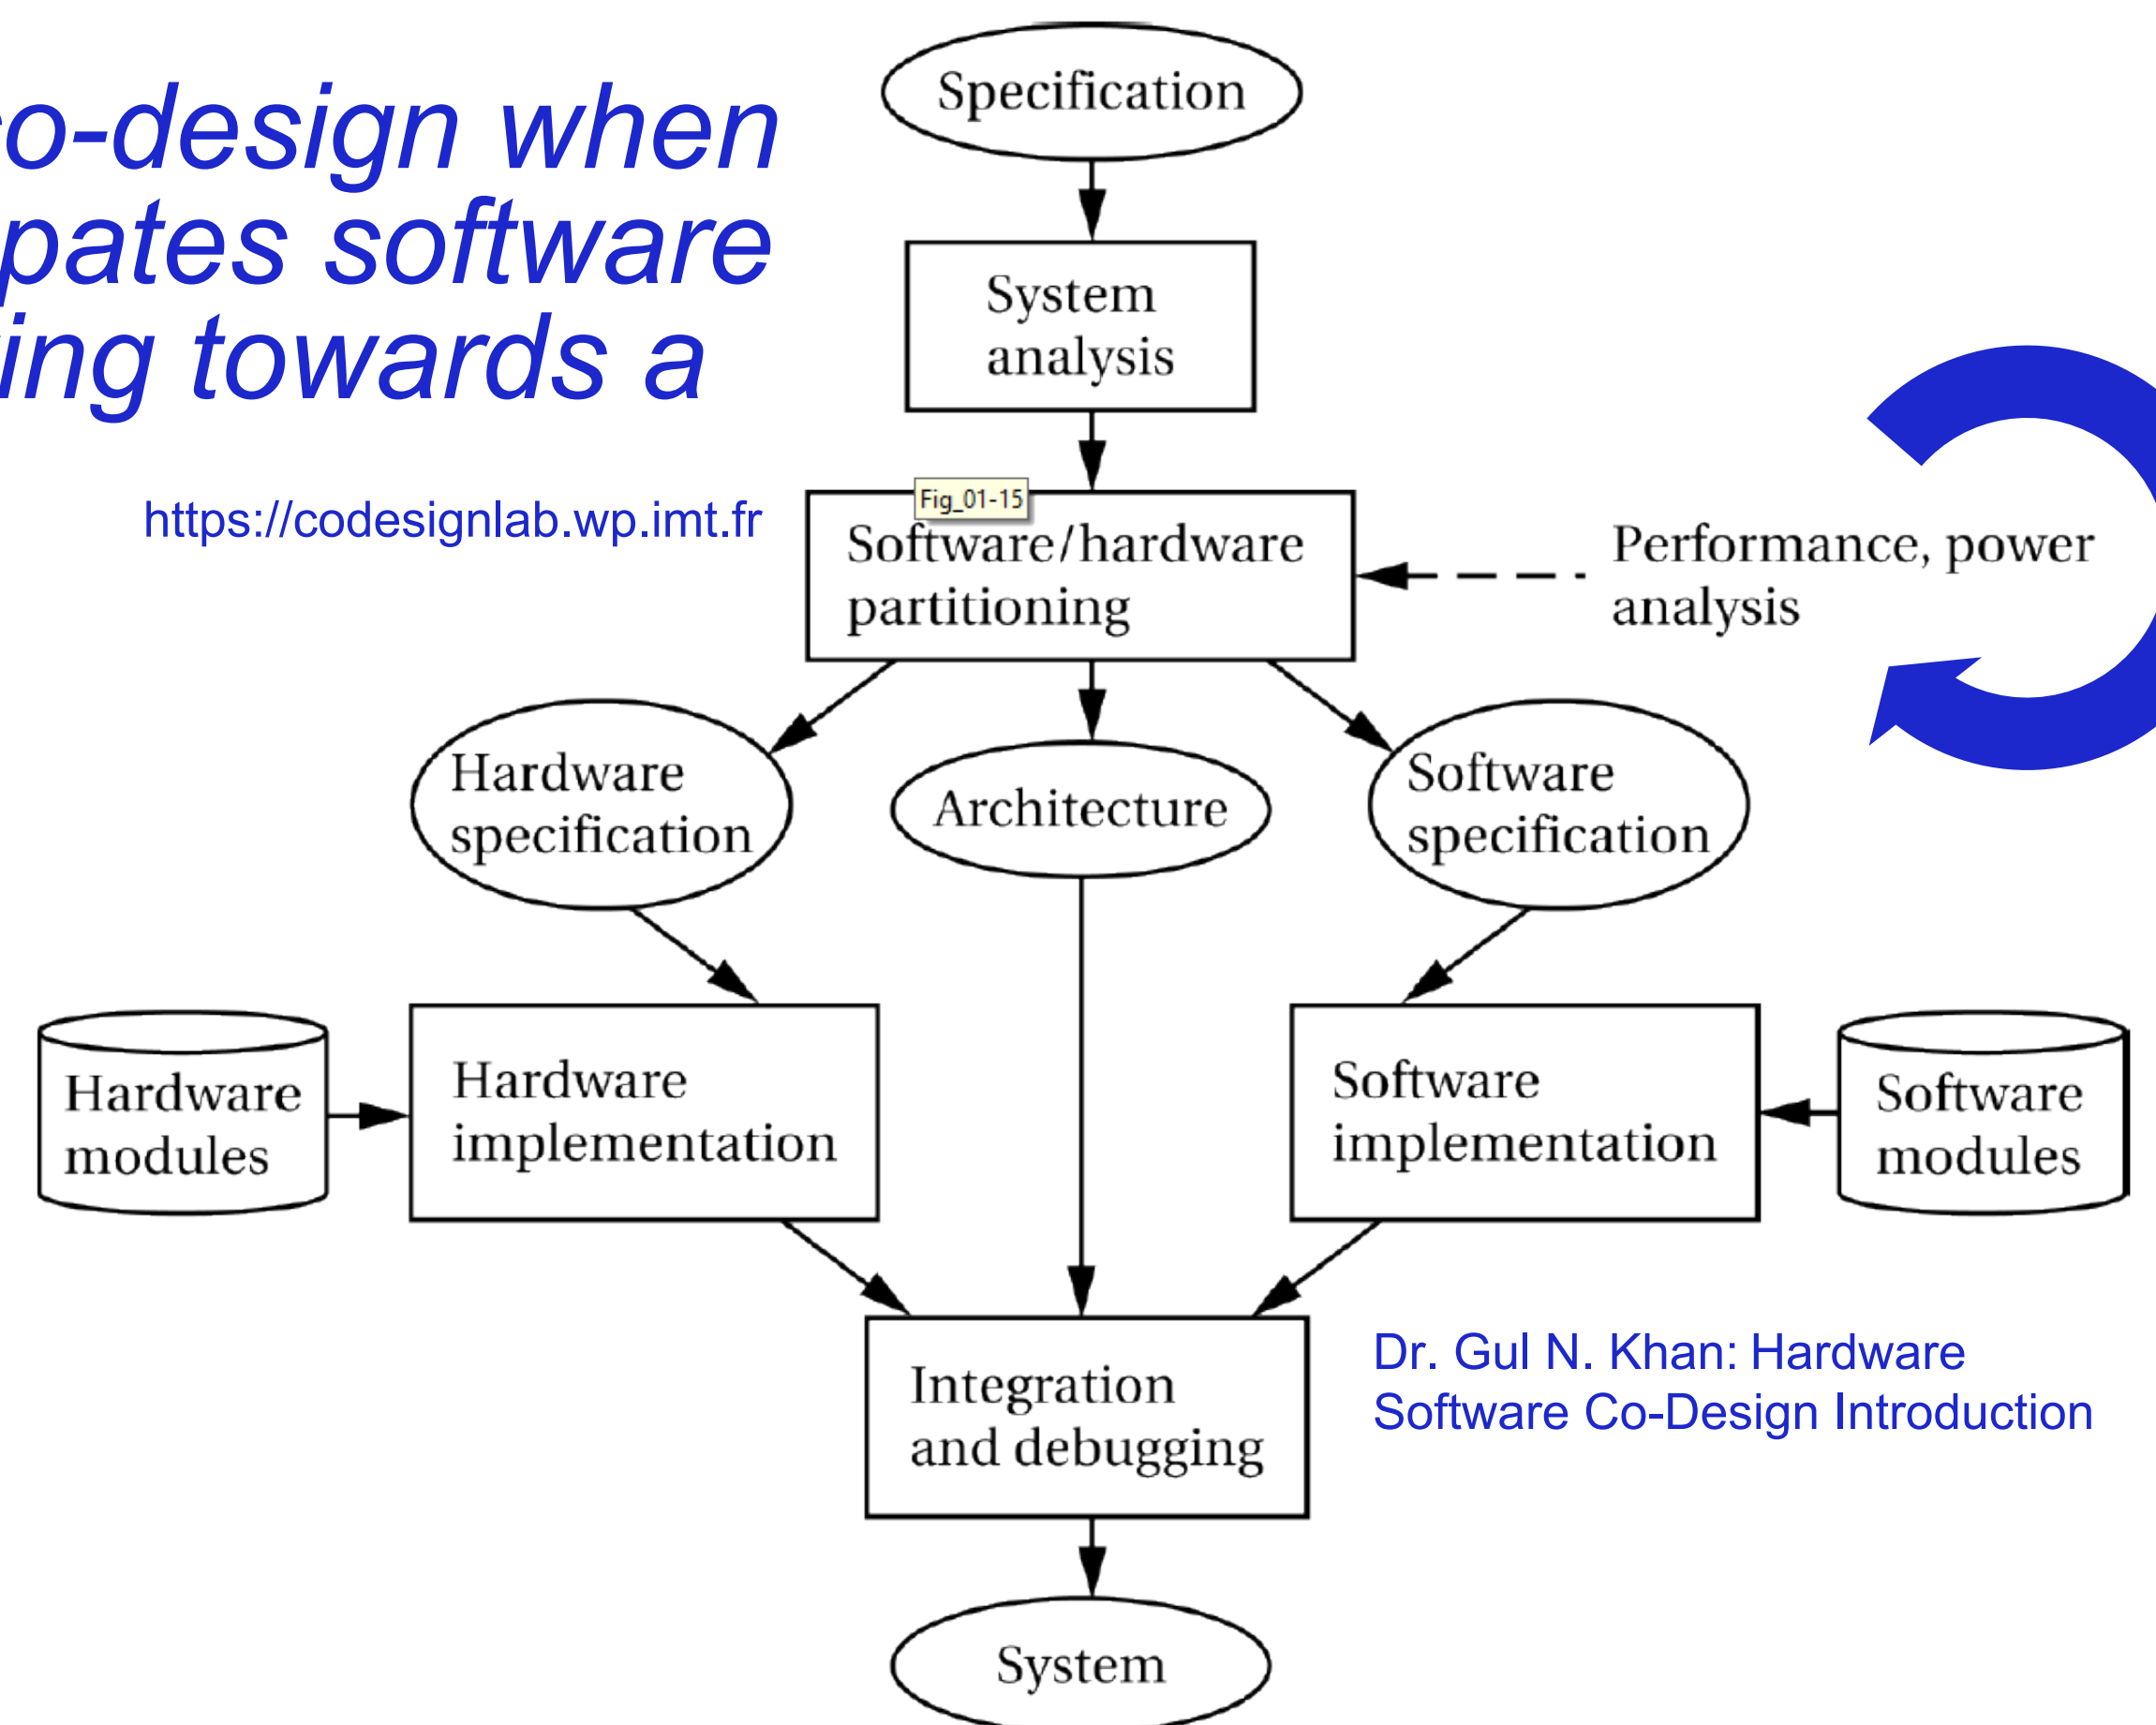 Specification
co-design when
pates software
ing towards a
System
analysis
https://codesignlab.wp.imt.fr
Fig_01-15
Software/hardware
partitioning
Performance, power
analysis
Hardware
specification
Architecture
Software
specification
Hardware
modules
Hardware
implementation
Software
implementation
Software
modules
Integration
and debugging
Dr. Gul N. Khan: Hardware
Software Co-Design Introduction
System